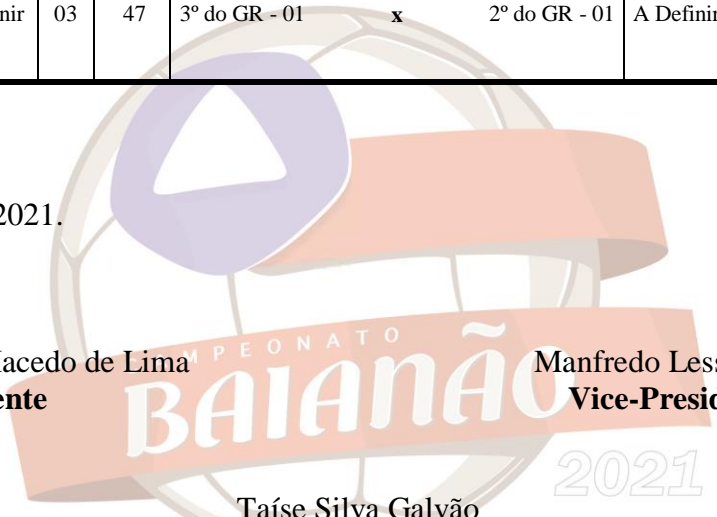 nir 03 47 3º do GR - 01 x 2º do GR - 01 A Definir
2021.
CAMPEONATO
BAIANÃO
2021
Macedo de Lima Manfredo Less
ente Vice-Presid
Taíse Silva Galvão